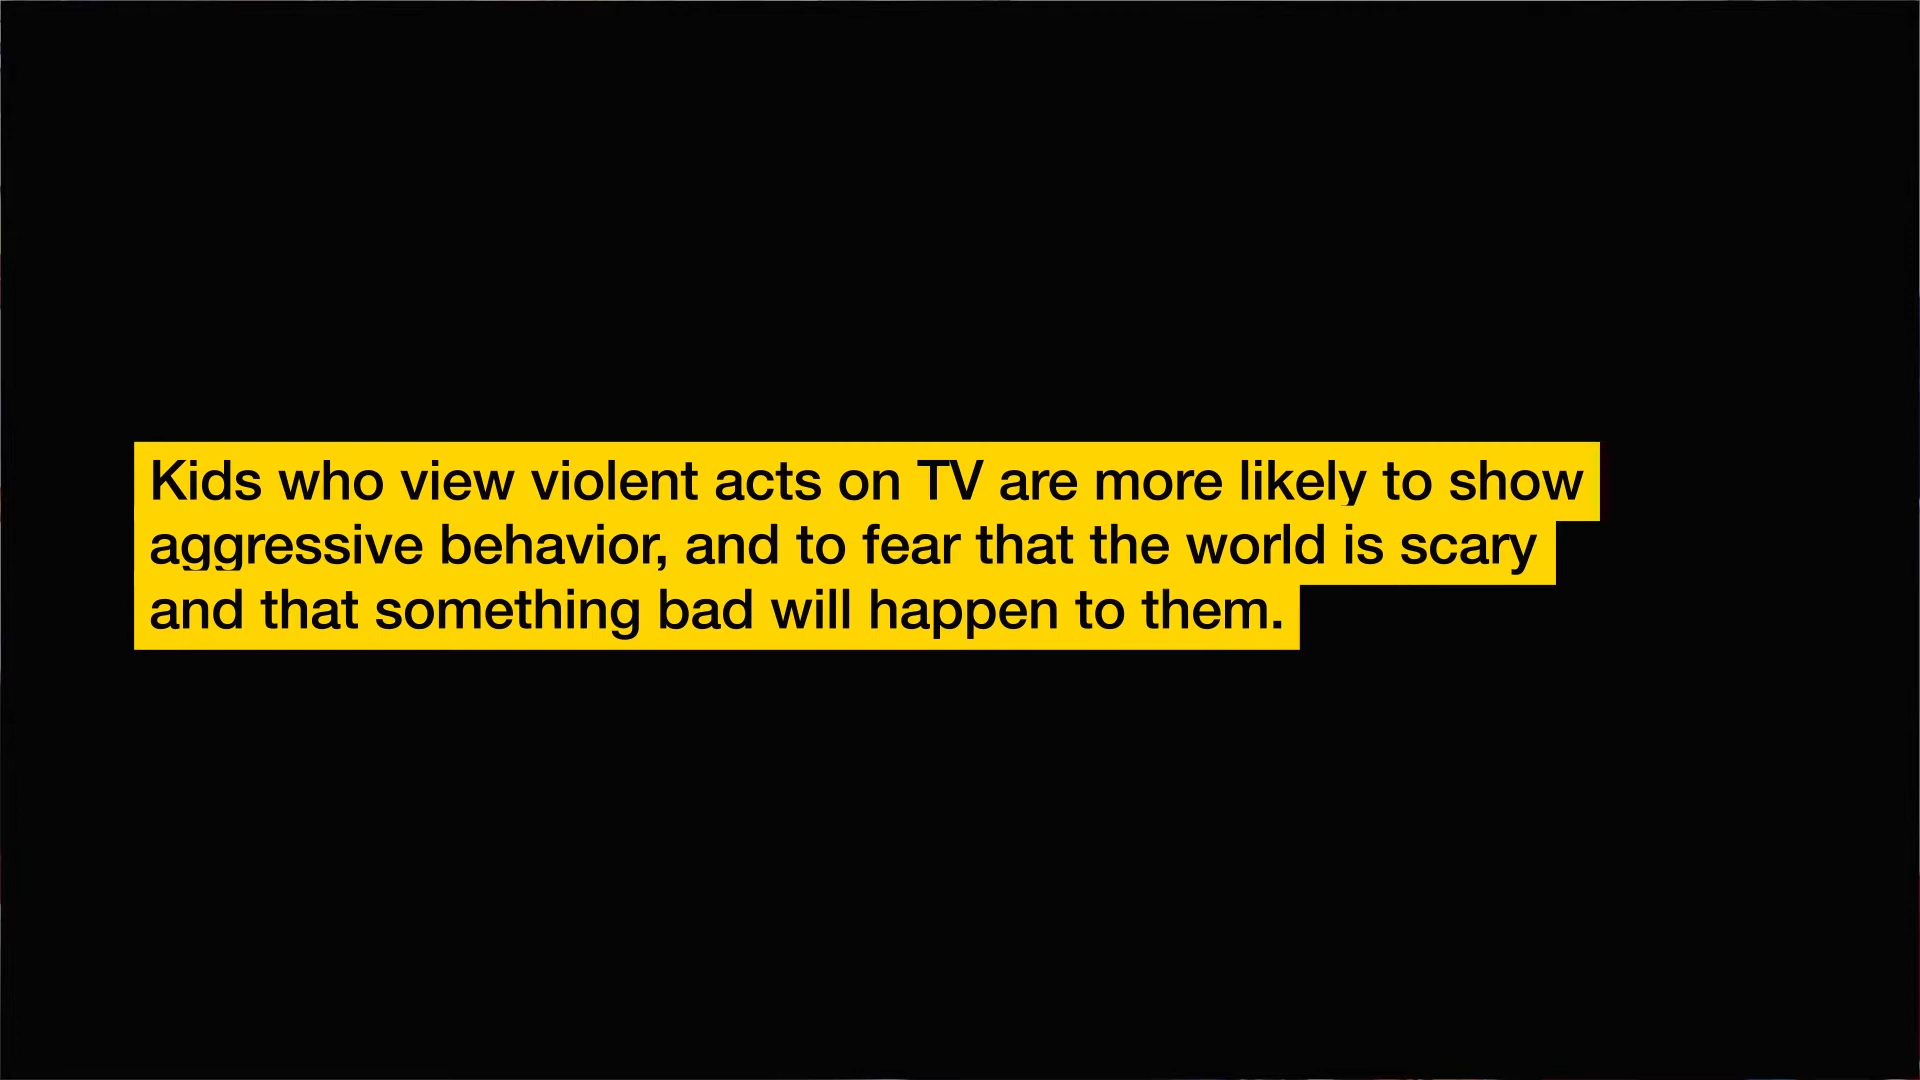 Kids who view violent acts on TV are more likely to show
aggressive behavior, and to fear that the world is scary
and that something bad will happen to them.